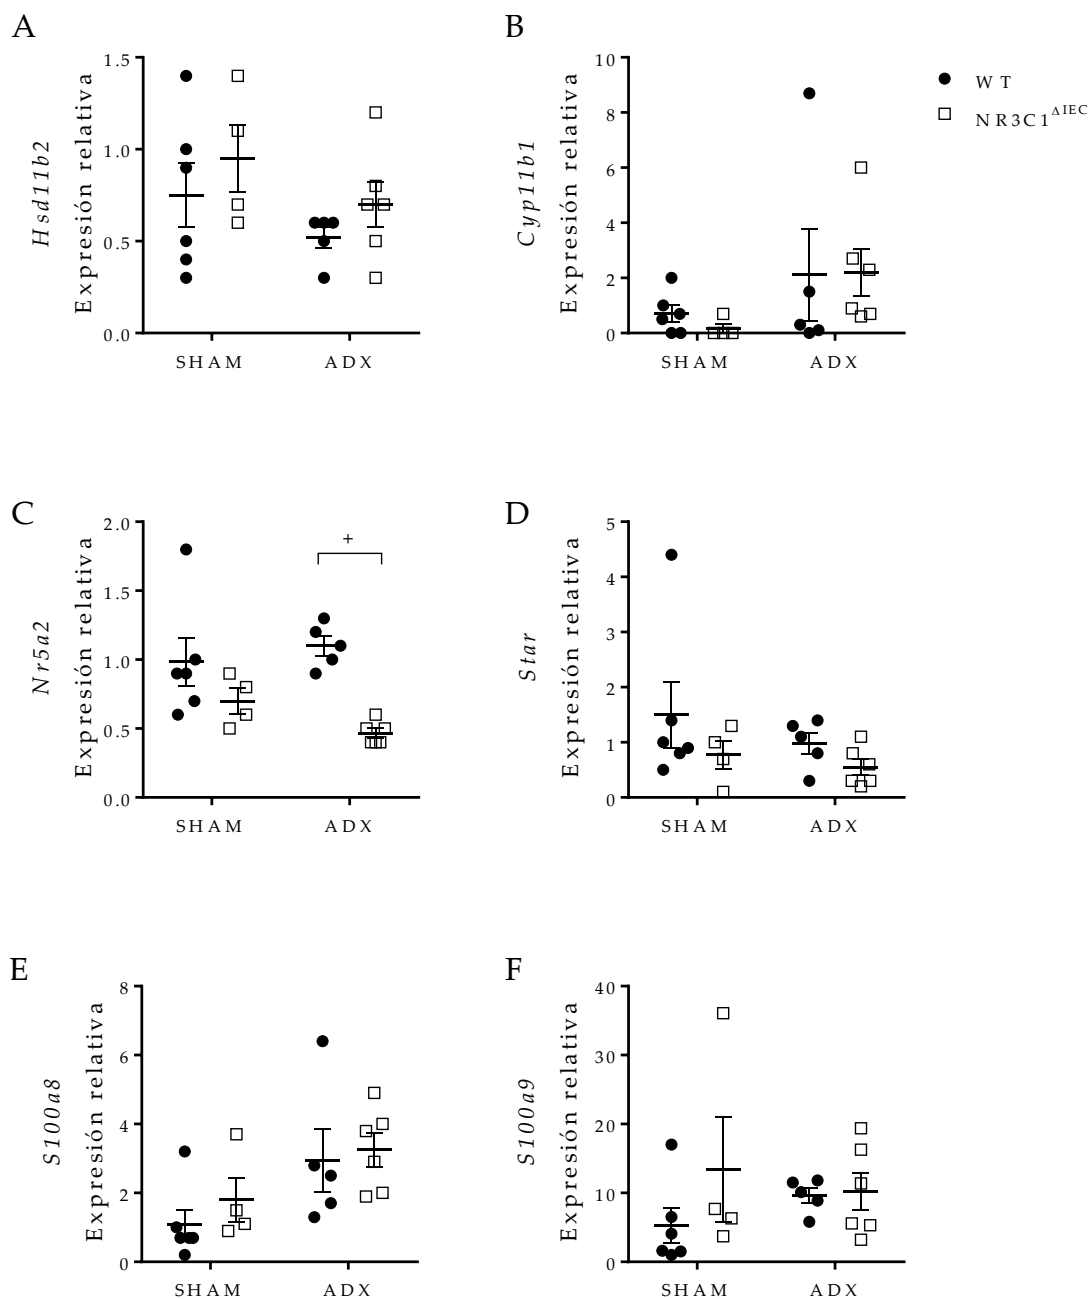 A
Hsd11b2
Expresión relativa
1.5
1.0
0.5
0.0
SHAM
ADX
B
Cyp11b1
Expresión relativa
10
8
6
4
2
0
SHAM
ADX
WT
NR3C1ΔIEC
C
Nr5a2
Expresión relativa
2.0
1.5
1.0
0.5
0.0
+
SHAM
ADX
D
Star
Expresión relativa
5
4
3
2
1
0
SHAM
ADX
E
S100a8
Expresión relativa
8
6
4
2
0
SHAM
ADX
F
S100a9
Expresión relativa
40
30
20
10
0
SHAM
ADX